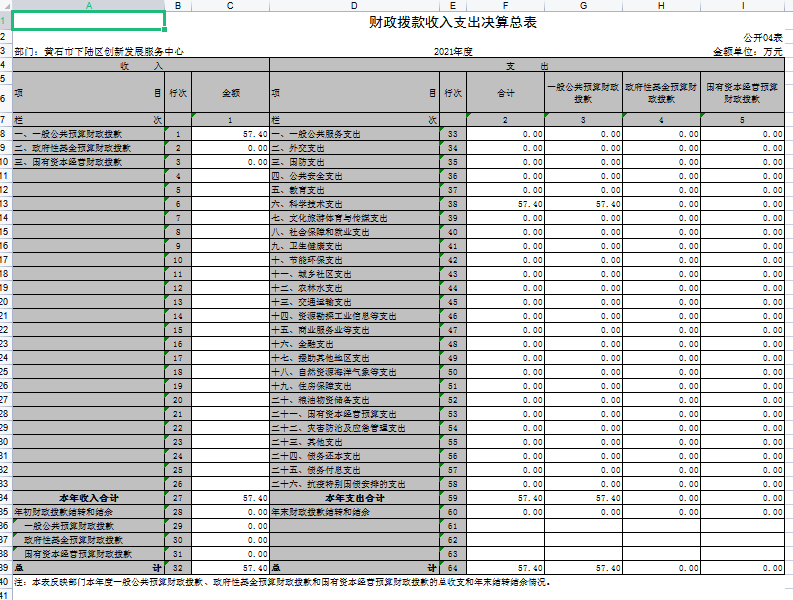 A B C D E F G H I
1 财政拨款收入支出决算总表
2 公开04表
3 部门：黄石市下陆区创新发展服务中心 2021年度 金额单位：万元
4 收 入 支 出
5
6 项 目 行次 金额 项 目 行次 合计 一般公共预算财政拨款 政府性基金预算财政拨款 国有资本经营预算财政拨款
7 栏 次 1 栏 次 2 3 4 5
8 一、一般公共预算财政拨款 1 57.40 一、一般公共服务支出 33 0.00 0.00 0.00 0.00
9 二、政府性基金预算财政拨款 2 0.00 二、外交支出 34 0.00 0.00 0.00 0.00
10 三、国有资本经营财政拨款 3 0.00 三、国防支出 35 0.00 0.00 0.00 0.00
11 4 四、公共安全支出 36 0.00 0.00 0.00 0.00
12 5 五、教育支出 37 0.00 0.00 0.00 0.00
13 6 六、科学技术支出 38 57.40 57.40 0.00 0.00
14 7 七、文化旅游体育与传媒支出 39 0.00 0.00 0.00 0.00
15 8 八、社会保障和就业支出 40 0.00 0.00 0.00 0.00
16 9 九、卫生健康支出 41 0.00 0.00 0.00 0.00
17 10 十、节能环保支出 42 0.00 0.00 0.00 0.00
18 11 十一、城乡社区支出 43 0.00 0.00 0.00 0.00
19 12 十二、农林水支出 44 0.00 0.00 0.00 0.00
20 13 十三、交通运输支出 45 0.00 0.00 0.00 0.00
21 14 十四、资源勘探工业信息等支出 46 0.00 0.00 0.00 0.00
22 15 十五、商业服务业等支出 47 0.00 0.00 0.00 0.00
23 16 十六、金融支出 48 0.00 0.00 0.00 0.00
24 17 十七、援助其他地区支出 49 0.00 0.00 0.00 0.00
25 18 十八、自然资源海洋气象等支出 50 0.00 0.00 0.00 0.00
26 19 十九、住房保障支出 51 0.00 0.00 0.00 0.00
27 20 二十、粮油物资储备支出 52 0.00 0.00 0.00 0.00
28 21 二十一、国有资本经营预算支出 53 0.00 0.00 0.00 0.00
29 22 二十二、灾害防治及应急管理支出 54 0.00 0.00 0.00 0.00
30 23 二十三、其他支出 55 0.00 0.00 0.00 0.00
31 24 二十四、债务还本支出 56 0.00 0.00 0.00 0.00
32 25 二十五、债务付息支出 57 0.00 0.00 0.00 0.00
33 26 二十六、抗疫特别国债安排的支出 58 0.00 0.00 0.00 0.00
34 本年收入合计 27 57.40 本年支出合计 59 57.40 57.40 0.00 0.00
35 年初财政拨款结转和结余 28 0.00 年末财政拨款结转和结余 60 0.00 0.00 0.00 0.00
36 一般公共预算财政拨款 29 0.00 61
37 政府性基金预算财政拨款 30 0.00 62
38 国有资本经营预算财政拨款 31 0.00 63
39 总 计 32 57.40 总 计 64 57.40 57.40 0.00 0.00
40 注：本表反映部门本年度一般公共预算财政拨款、政府性基金预算财政拨款和国有资本经营预算财政拨款的总收支和年末结转结余情况。
41